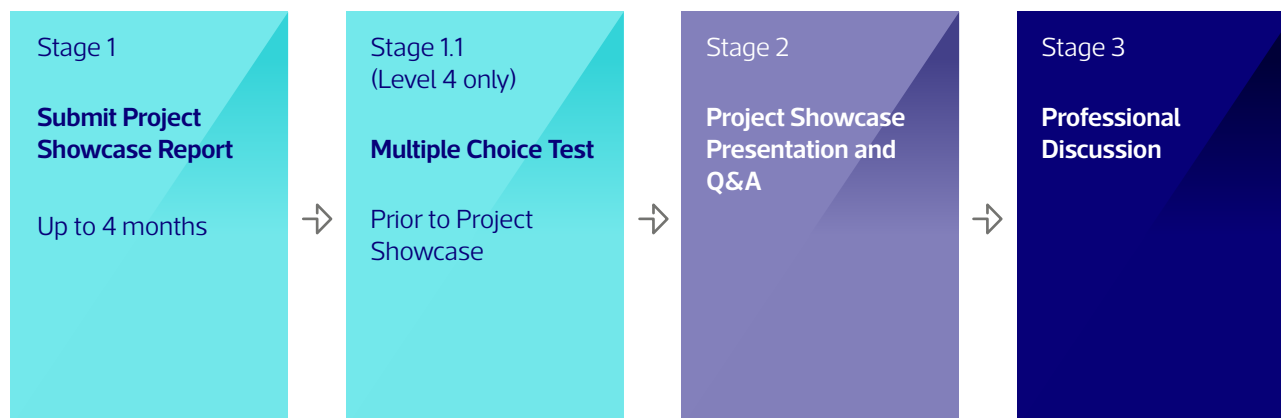 Stage 1
Submit Project
Showcase Report
Up to 4 months
Stage 1.1
(Level 4 only)
Multiple Choice Test
Prior to Project
Showcase
Stage 2
Project Showcase
Presentation and
Q&A
Stage 3
Professional
Discussion